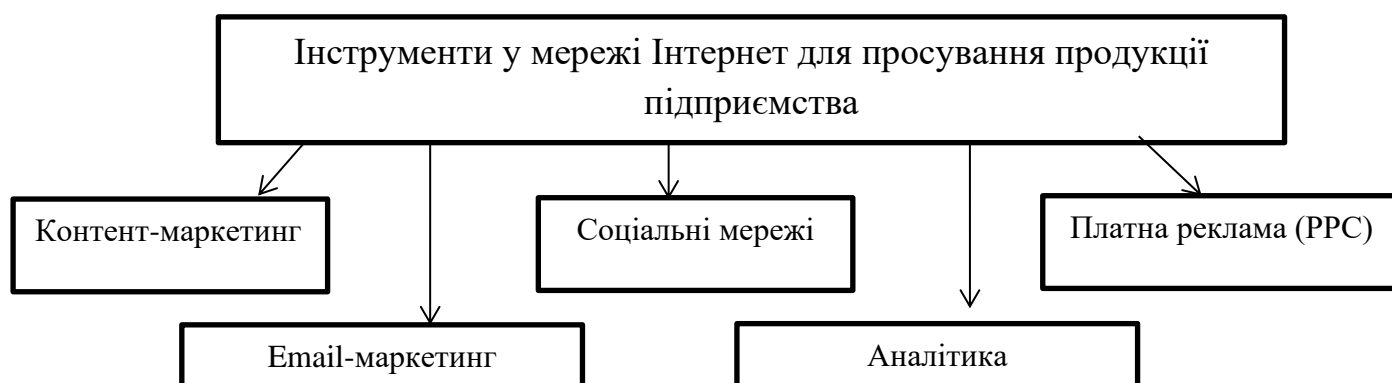 Інструменти у мережі Інтернет для просування продукції
підприємства
Контент-маркетинг
Соціальні мережі
Платна реклама (PPC)
Email-маркетинг
Аналітика